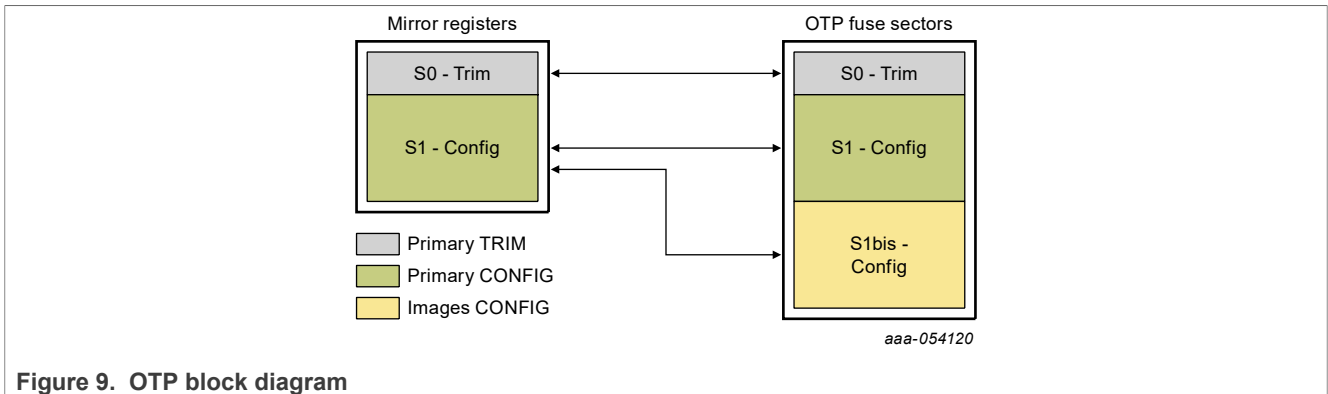 Mirror registers
OTP fuse sectors
S0 - Trim
S0 - Trim
S1 - Config
S1 - Config
S1bis -
Config
Primary TRIM
Primary CONFIG
Images CONFIG
aaa-054120
Figure 9. OTP block diagram